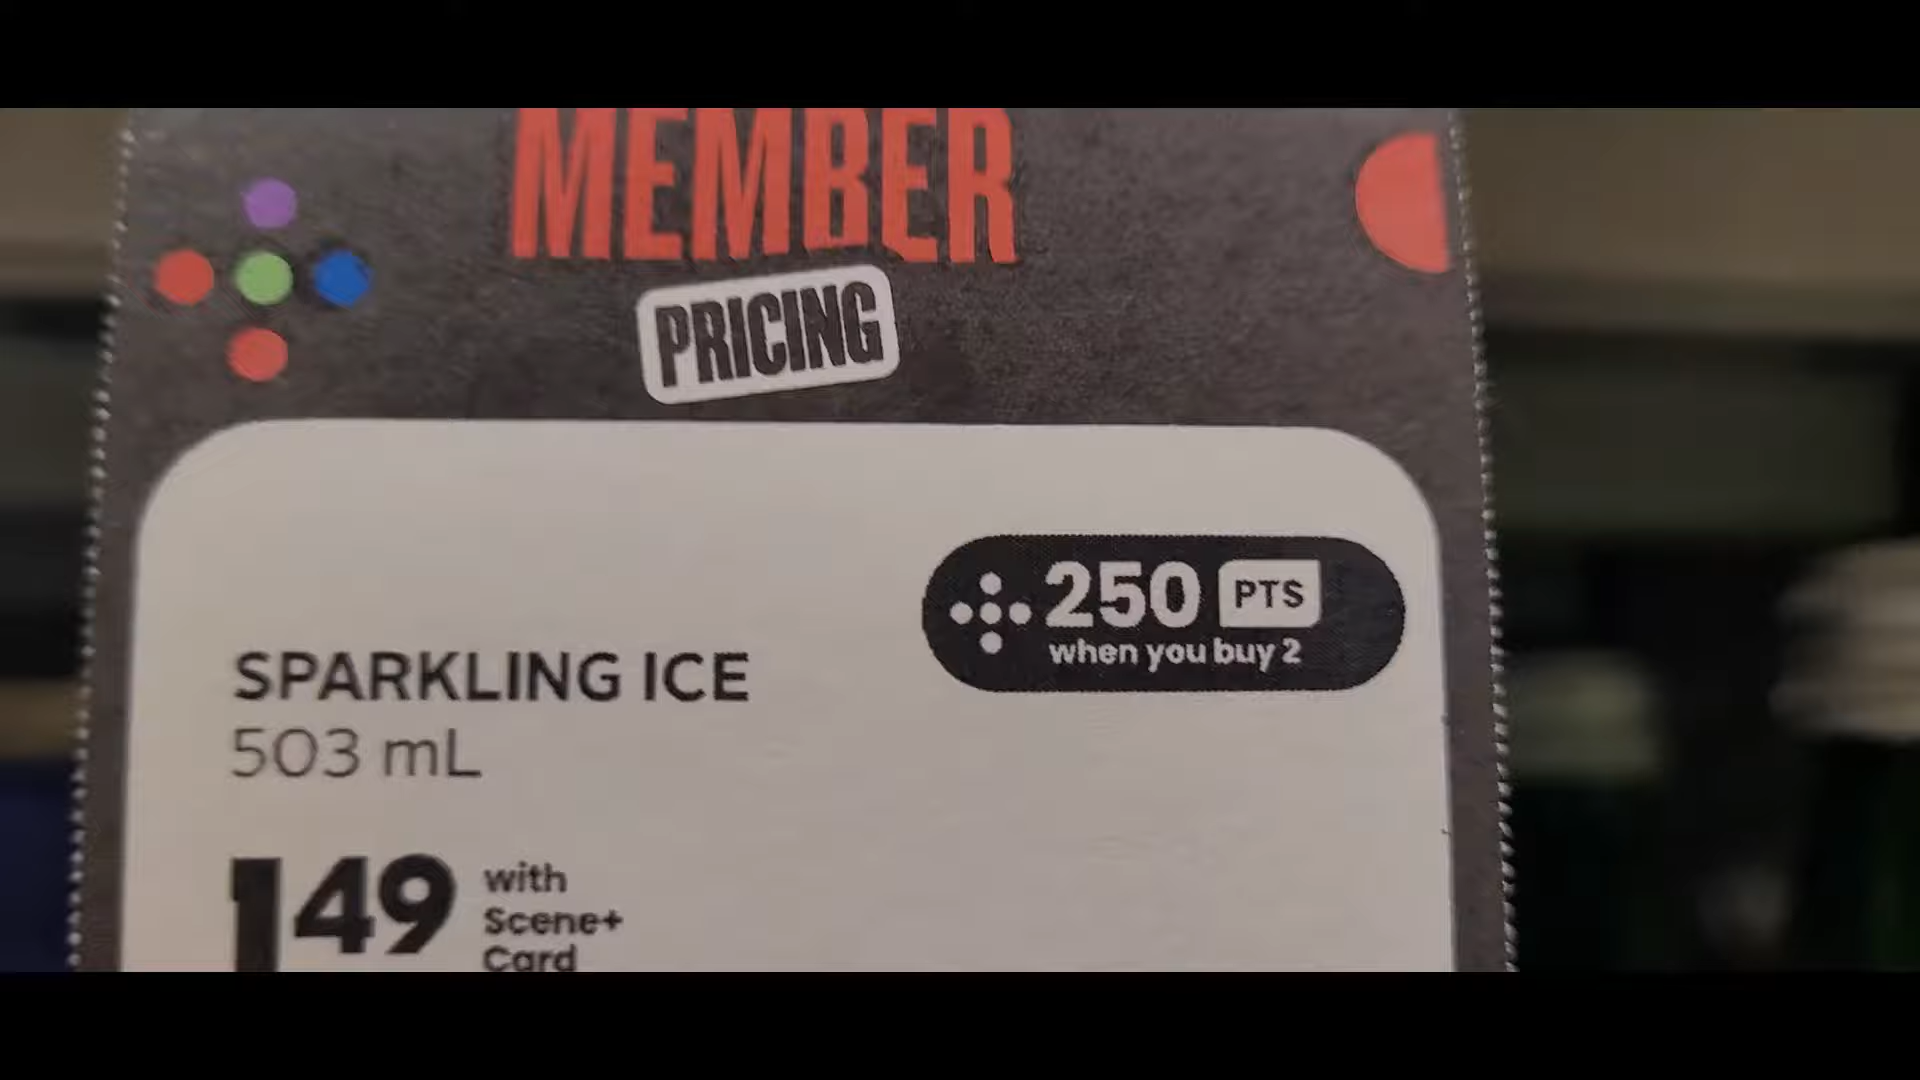 MEMBER
PRICING
250 PTS
when you buy 2
SPARKLING ICE
503 mL
149
with
Scene+
Card